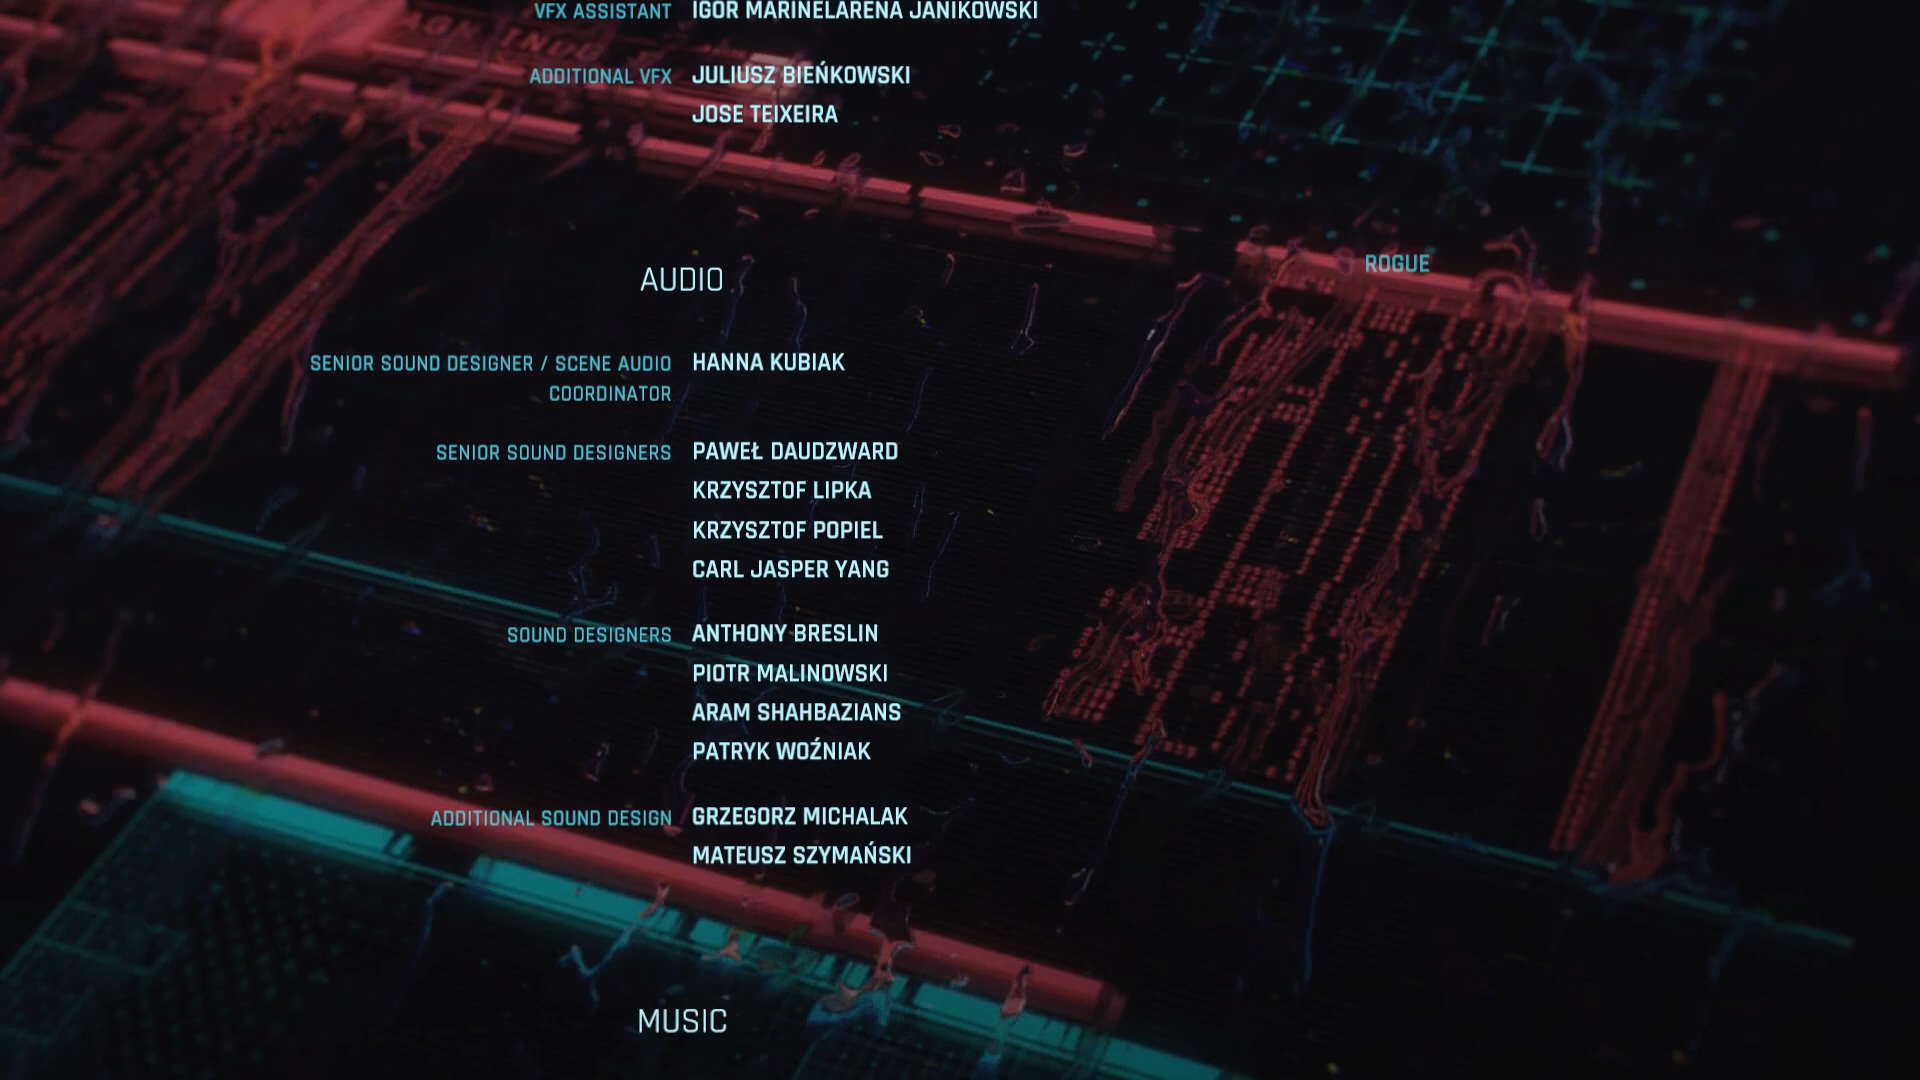 VFX ASSISTANT IGOR MARINELARENA JANIKOWSKI
ADDITIONAL VFX JULIUSZ BIEŃKOWSKI
JOSE TEIXEIRA
AUDIO
ROGUE
SENIOR SOUND DESIGNER / SCENE AUDIO HANNA KUBIAK
COORDINATOR
SENIOR SOUND DESIGNERS PAWEŁ DAUDZWARD
KRZYSZTOF LIPKA
KRZYSZTOF POPIEL
CARL JASPER YANG
SOUND DESIGNERS ANTHONY BRESLIN
PIOTR MALINOWSKI
ARAM SHAHBAZIANS
PATRYK WOŹNIAK
ADDITIONAL SOUND DESIGN GRZEGORZ MICHALAK
MATEUSZ SZYMAŃSKI
MUSIC